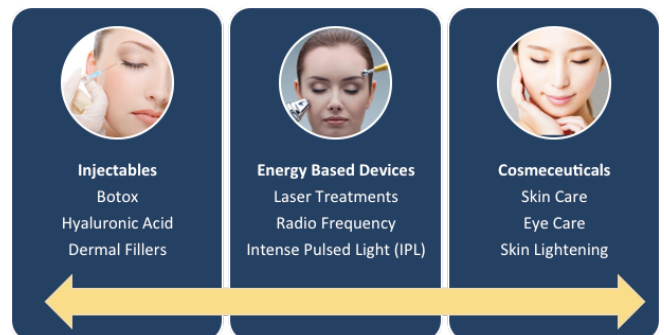 Injectables
Botox
Hyaluronic Acid
Dermal Fillers
Energy Based Devices
Laser Treatments
Radio Frequency
Intense Pulsed Light (IPL)
Cosmeceuticals
Skin Care
Eye Care
Skin Lightening